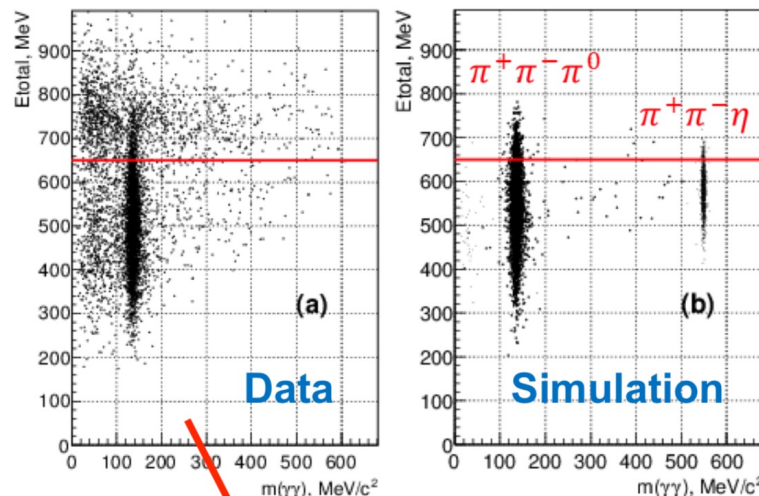 Etotal, MeV
900
800
700
600
500
400
300
200
100
0
0 100 200 300 400 500 600
m(γγ), MeV/c²
(a)
Data
Etotal, MeV
900
800
700
600
500
400
300
200
100
0
0 100 200 300 400 500 600
m(γγ), MeV/c²
π⁺π⁻π⁰
π⁺π⁻η
(b)
Simulation